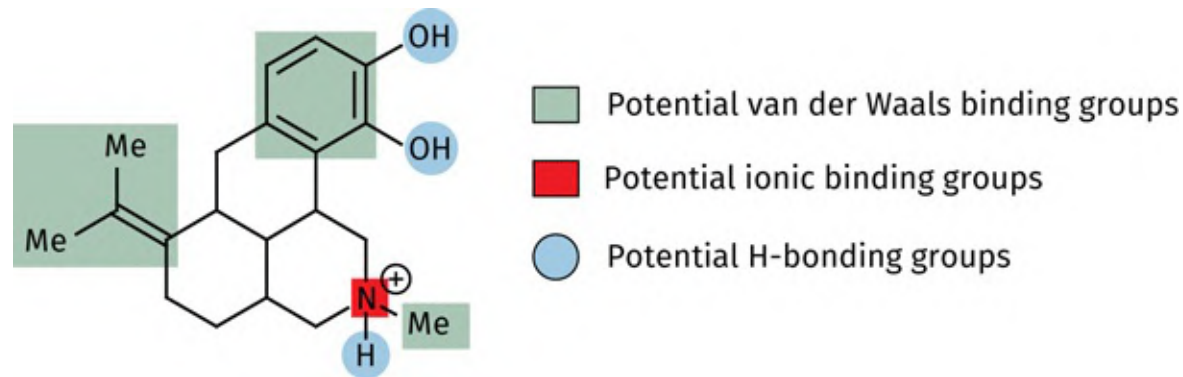 OH
OH
Me
Me
N
+
Me
H
Potential van der Waals binding groups
Potential ionic binding groups
Potential H-bonding groups